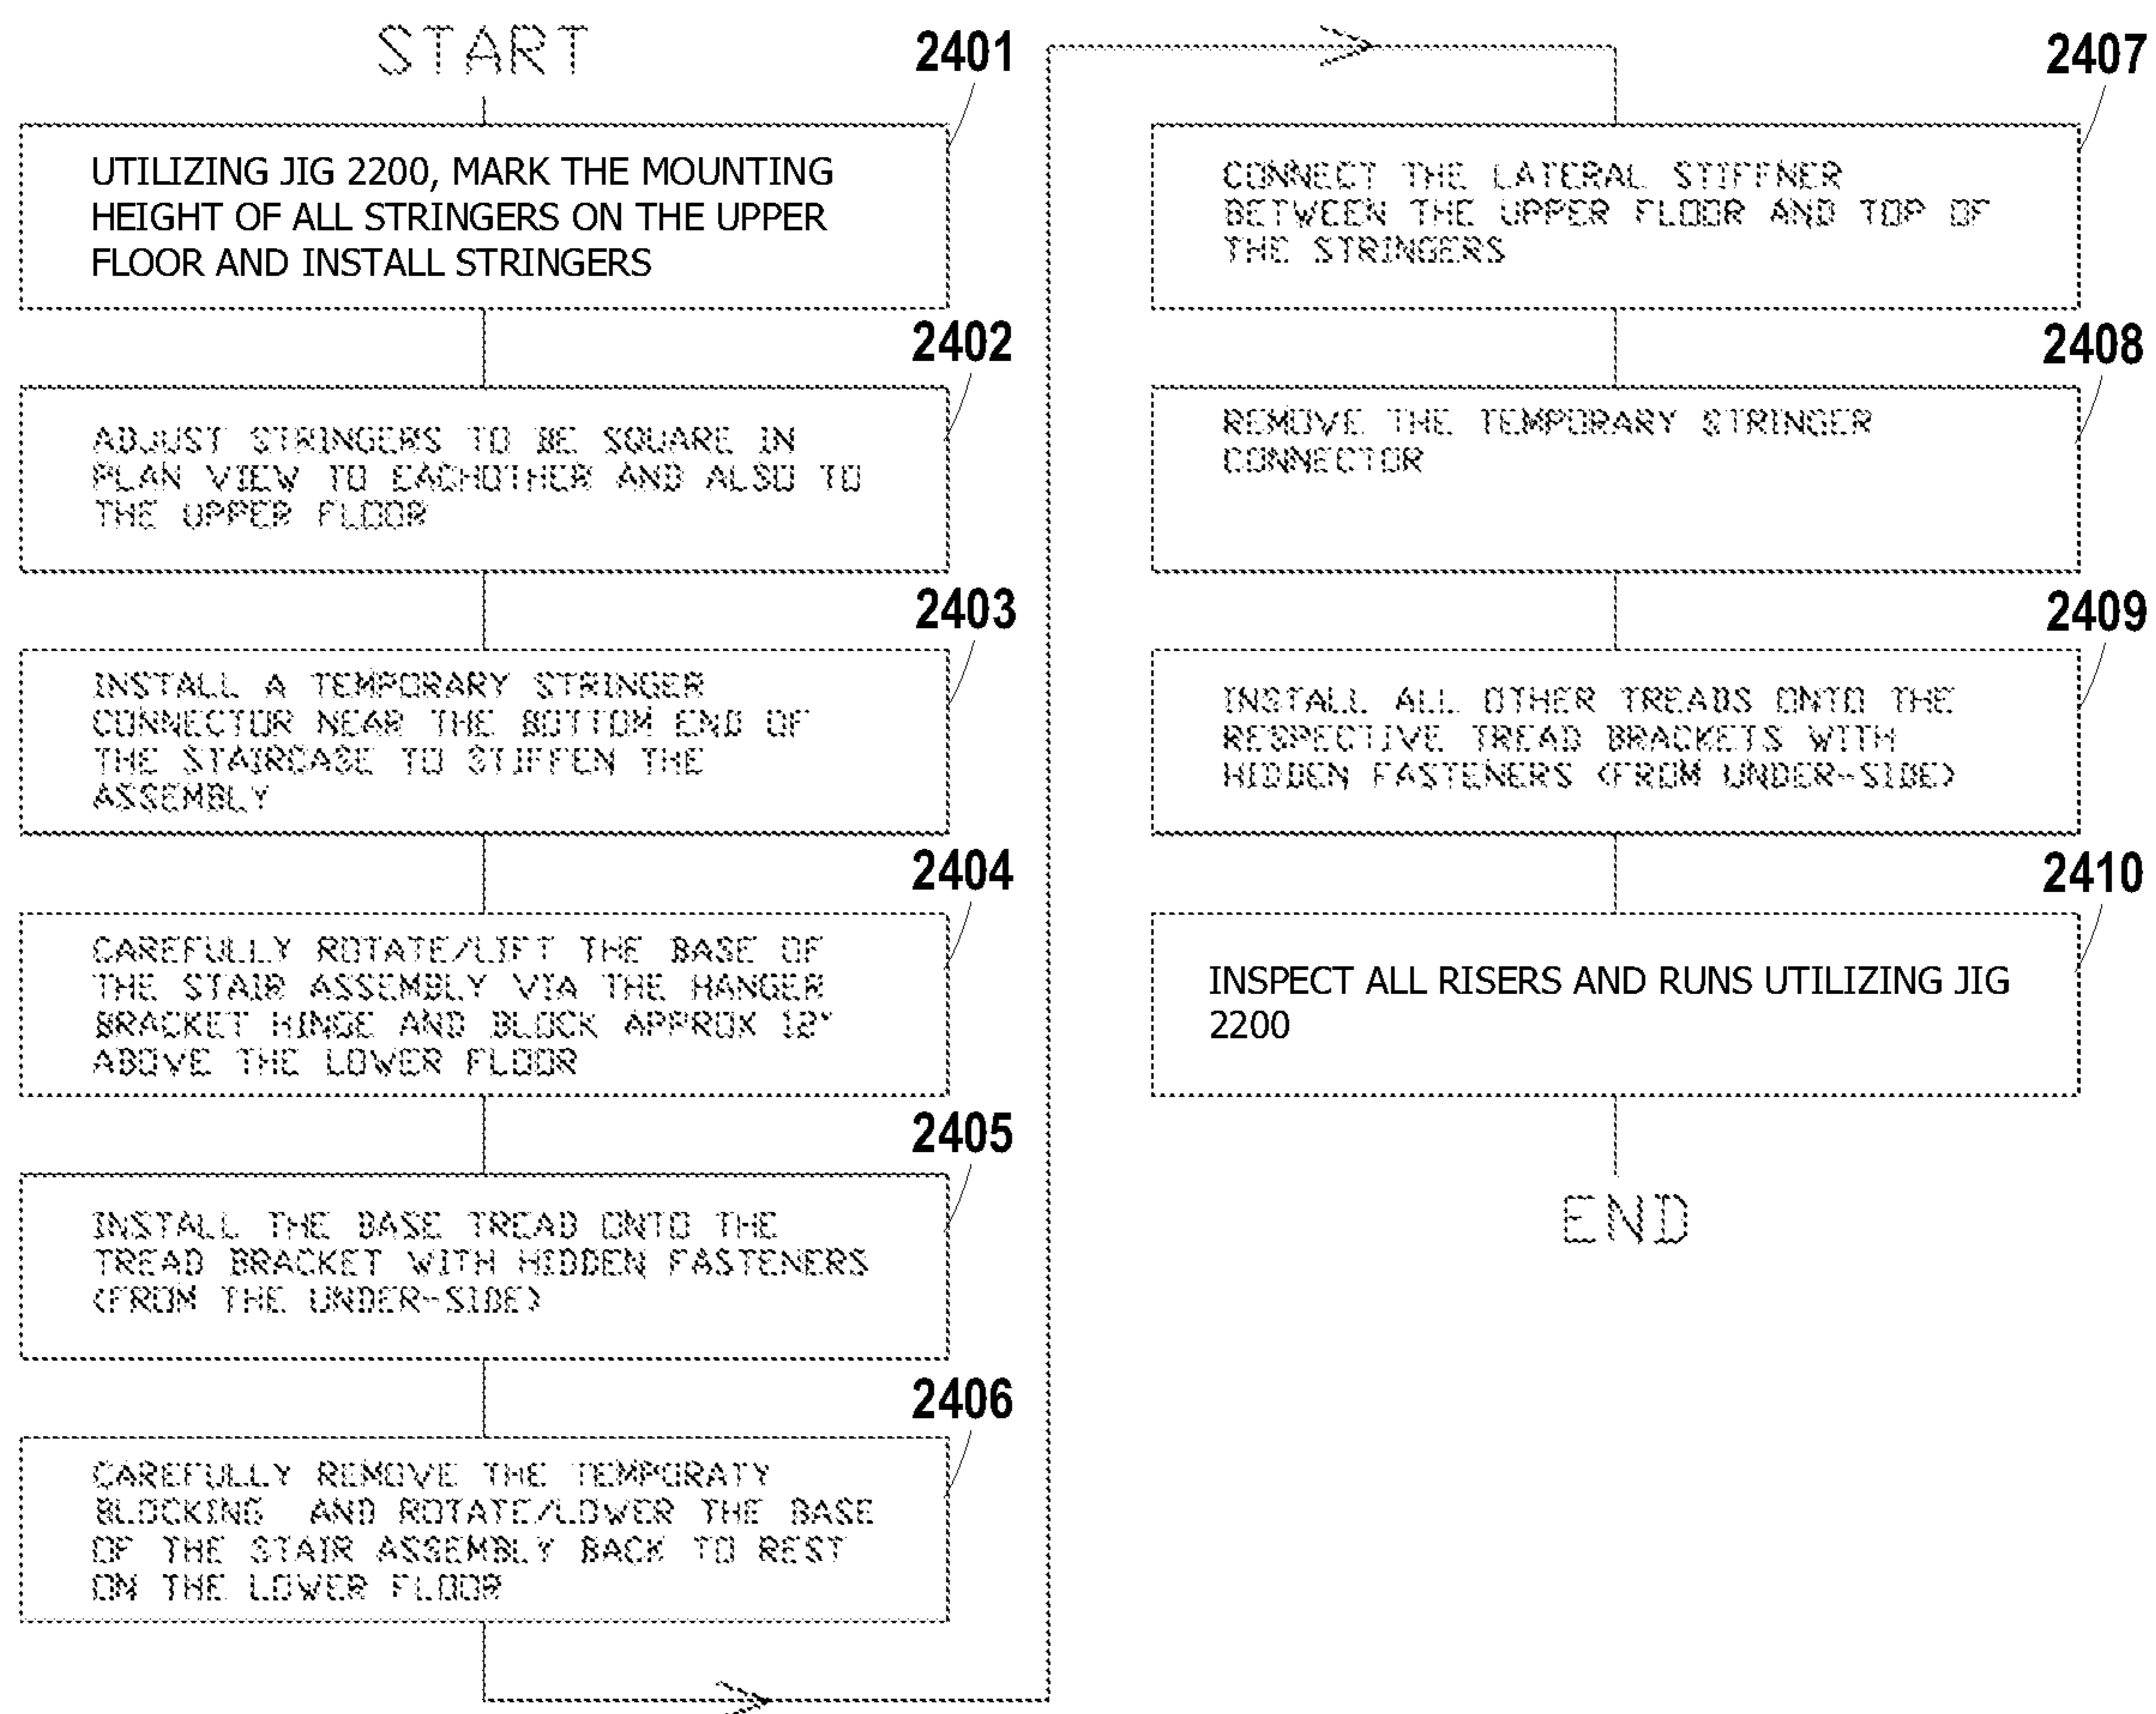 START
2401
UTILIZING JIG 2200, MARK THE MOUNTING
HEIGHT OF ALL STRINGERS ON THE UPPER
FLOOR AND INSTALL STRINGERS
2402
ADJUST STRINGERS TO BE SQUARE IN
PLAN VIEW TO EACHOTHER AND ALSO TO
THE UPPER FLOOR
2403
INSTALL A TEMPORARY STRINGER
CONNECTOR NEAR THE BOTTOM END OF
THE STAIRCASE TO STIFFEN THE
ASSEMBLY
2404
CAREFULLY ROTATE/LIFT THE BASE OF
THE STAIR ASSEMBLY VIA THE HANGER
BRACKET HINGE AND BLOCK APPROX 12"
ABOVE THE LOWER FLOOR
2405
INSTALL THE BASE TREAD ONTO THE
TREAD BRACKET WITH HIDDEN FASTENERS
(FROM THE UNDER-SIDE)
2406
CAREFULLY REMOVE THE TEMPORATY
BLOCKING AND ROTATE/LOWER THE BASE
OF THE STAIR ASSEMBLY BACK TO REST
ON THE LOWER FLOOR
2407
CONNECT THE LATERAL STIFFNER
BETWEEN THE UPPER FLOOR AND TOP OF
THE STRINGERS
2408
REMOVE THE TEMPORARY STRINGER
CONNECTOR
2409
INSTALL ALL OTHER TREADS ONTO THE
RESPECTIVE TREAD BRACKETS WITH
HIDDEN FASTENERS (FROM UNDER-SIDE)
2410
INSPECT ALL RISERS AND RUNS UTILIZING JIG
2200
END